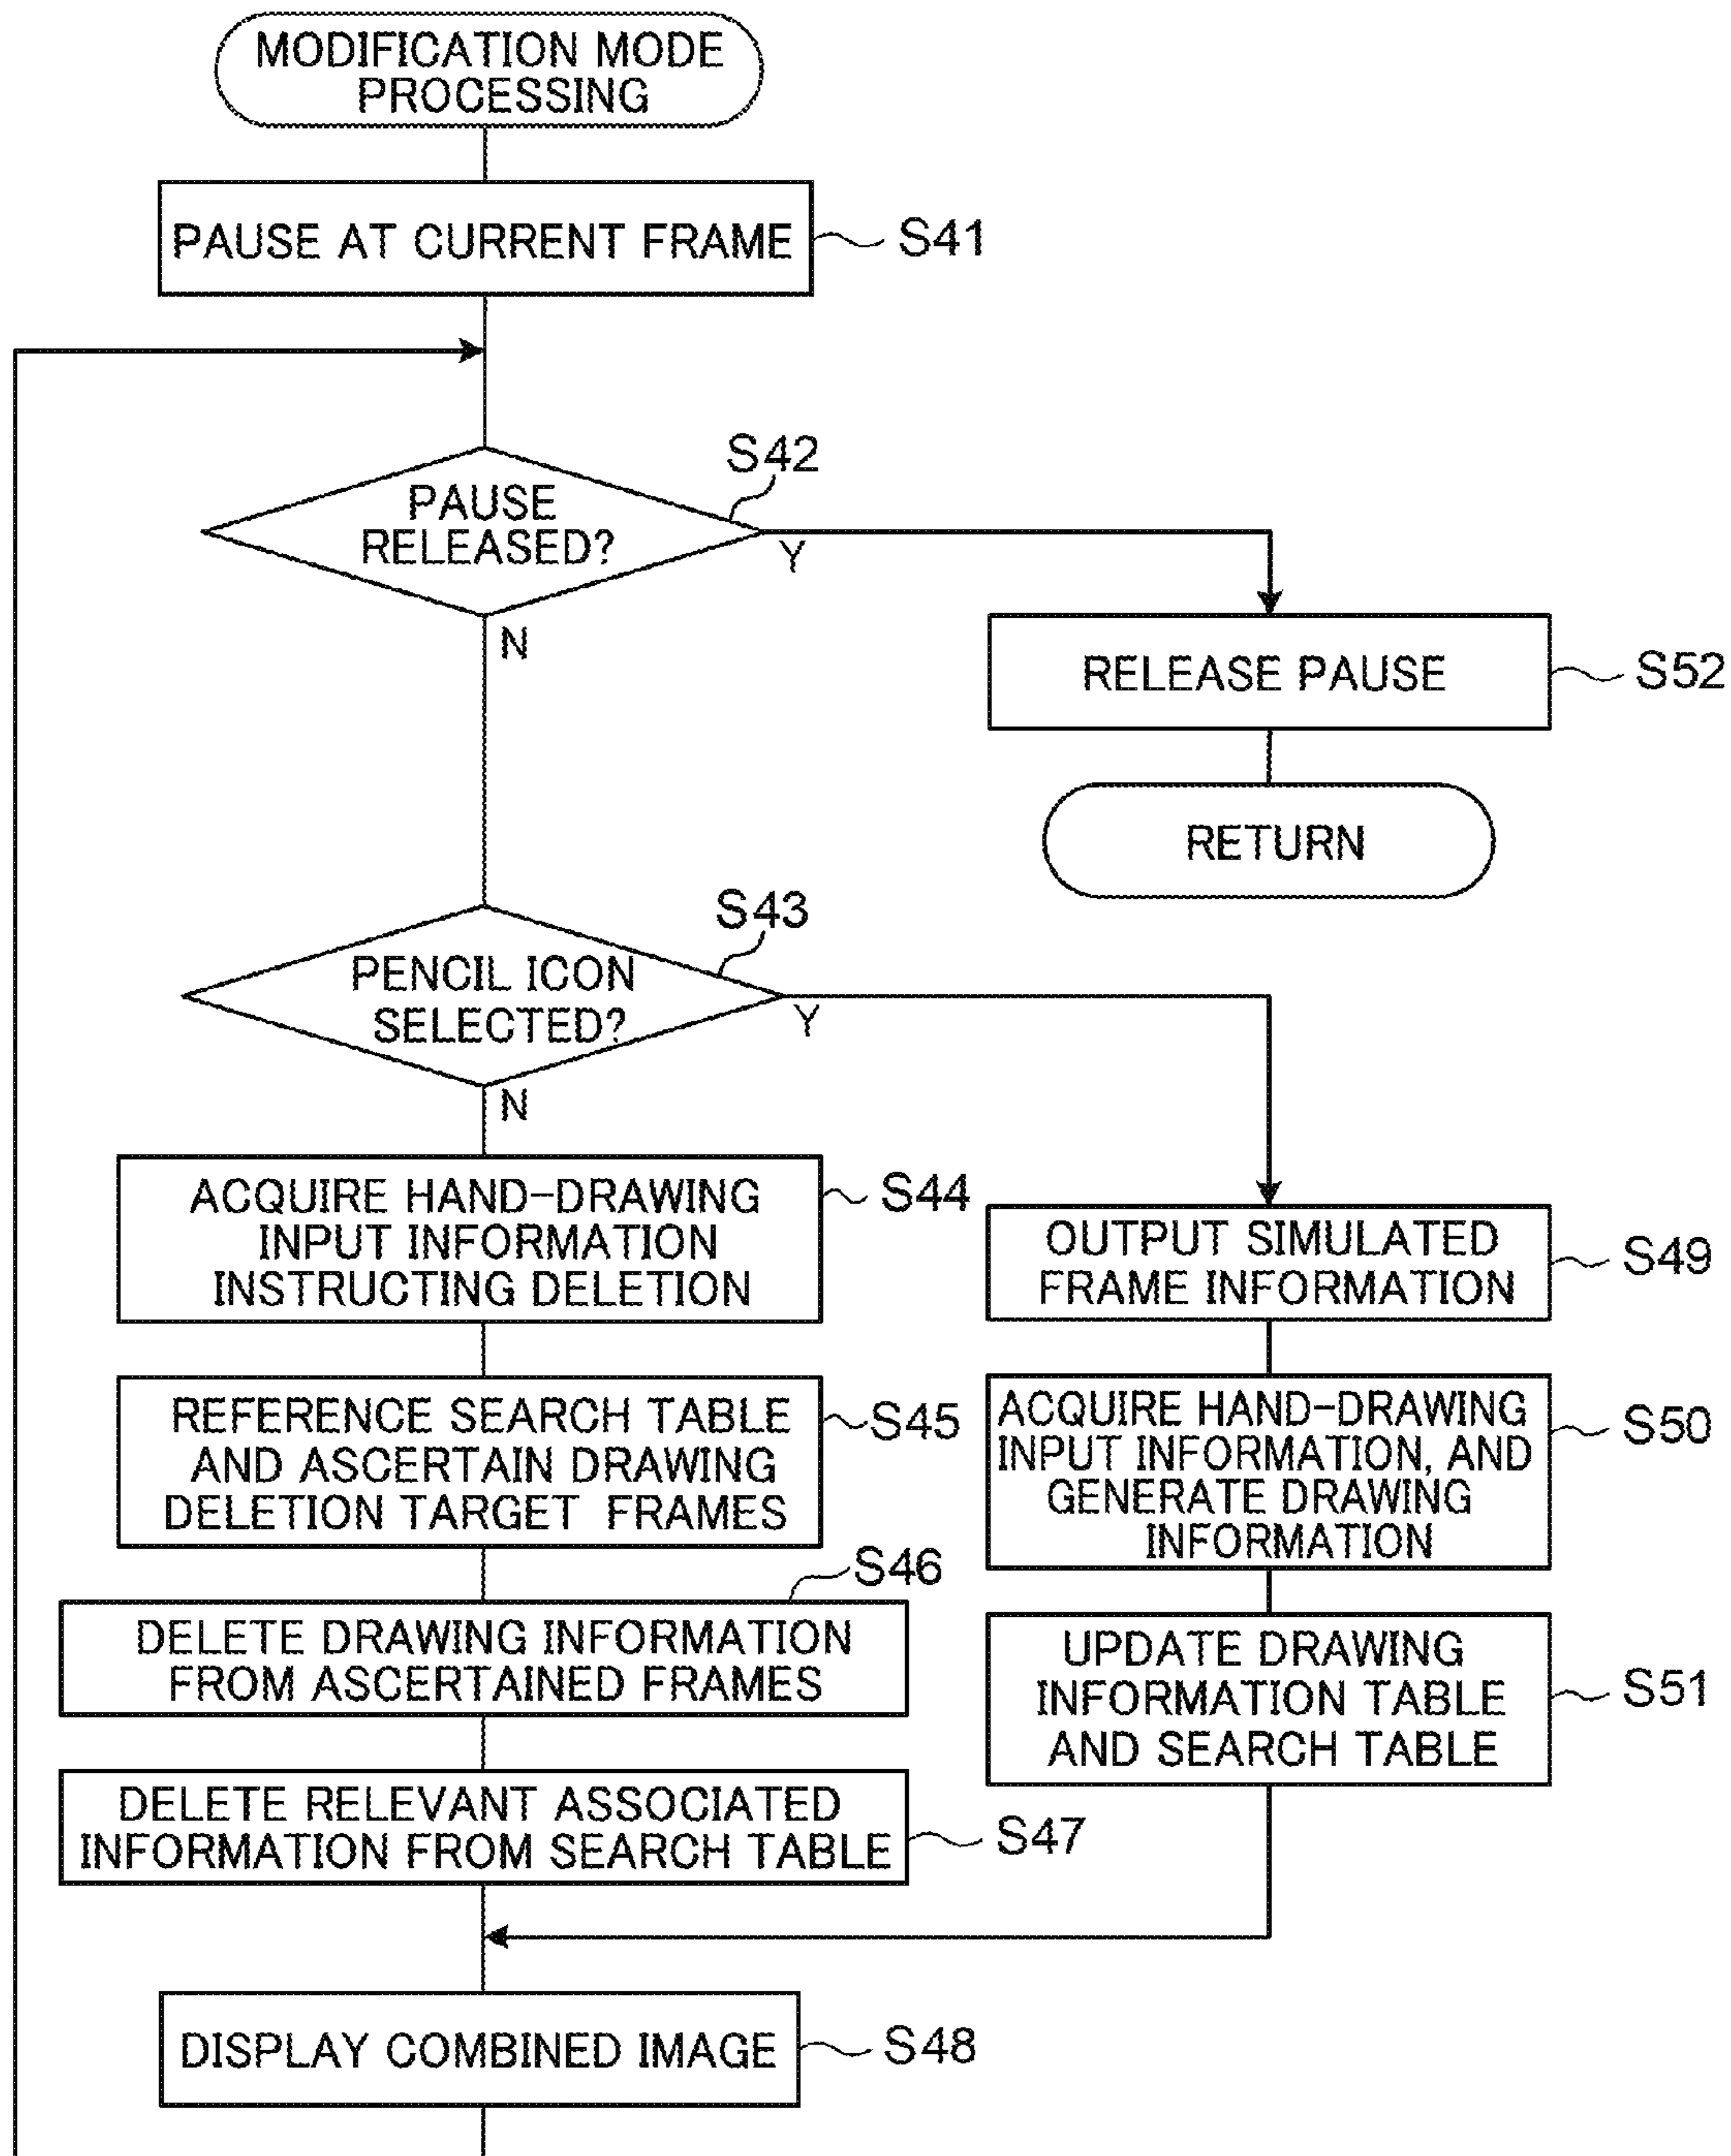 MODIFICATION MODE
PROCESSING
PAUSE AT CURRENT FRAME
S41
S42
PAUSE
RELEASED?
Y
N
RELEASE PAUSE
S52
RETURN
S43
PENCIL ICON
SELECTED?
Y
N
ACQUIRE HAND-DRAWING
INPUT INFORMATION
INSTRUCTING DELETION
S44
REFERENCE SEARCH TABLE
AND ASCERTAIN DRAWING
DELETION TARGET FRAMES
S45
S46
DELETE DRAWING INFORMATION
FROM ASCERTAINED FRAMES
DELETE RELEVANT ASSOCIATED
INFORMATION FROM SEARCH TABLE
S47
OUTPUT SIMULATED
FRAME INFORMATION
S49
ACQUIRE HAND-DRAWING
INPUT INFORMATION, AND
GENERATE DRAWING
INFORMATION
S50
UPDATE DRAWING
INFORMATION TABLE
AND SEARCH TABLE
S51
DISPLAY COMBINED IMAGE
S48